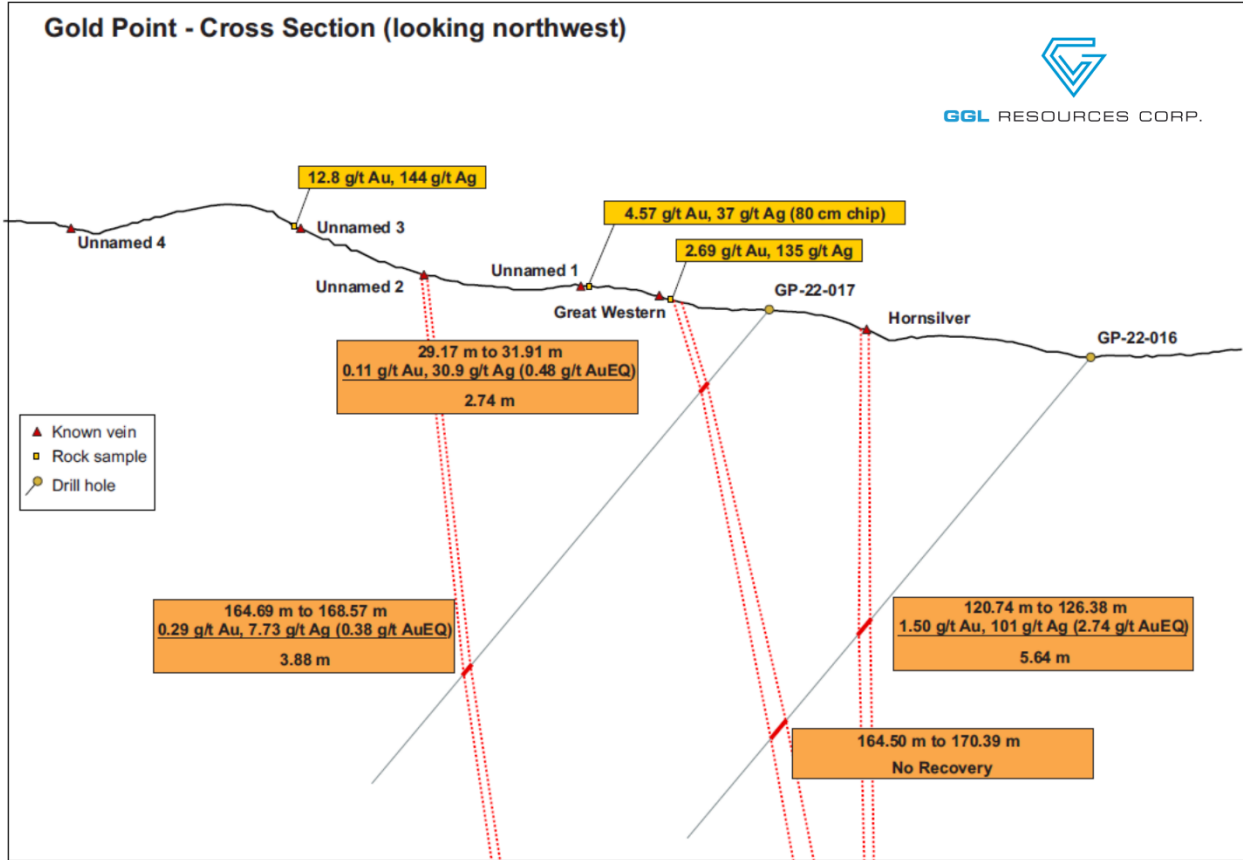 Gold Point - Cross Section (looking northwest)
GGL RESOURCES CORP.
12.8 g/t Au, 144 g/t Ag
4.57 g/t Au, 37 g/t Ag (80 cm chip)
Unnamed 3
Unnamed 4
2.69 g/t Au, 135 g/t Ag
Unnamed 1
Unnamed 2
GP-22-017
Great Western
Hornsilver
GP-22-016
29.17 m to 31.91 m
0.11 g/t Au, 30.9 g/t Ag (0.48 g/t AuEQ)
2.74 m
Known vein
Rock sample
Drill hole
164.69 m to 168.57 m
0.29 g/t Au, 7.73 g/t Ag (0.38 g/t AuEQ)
3.88 m
120.74 m to 126.38 m
1.50 g/t Au, 101 g/t Ag (2.74 g/t AuEQ)
5.64 m
164.50 m to 170.39 m
No Recovery